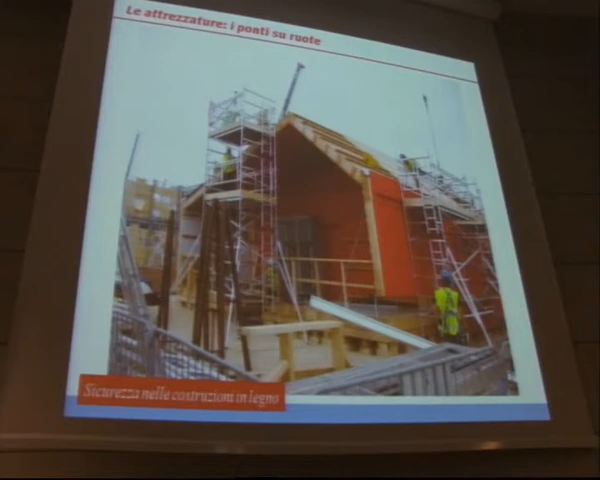 Le attrezzature: i ponti su ruote
Sicurezza nelle costruzioni in legno